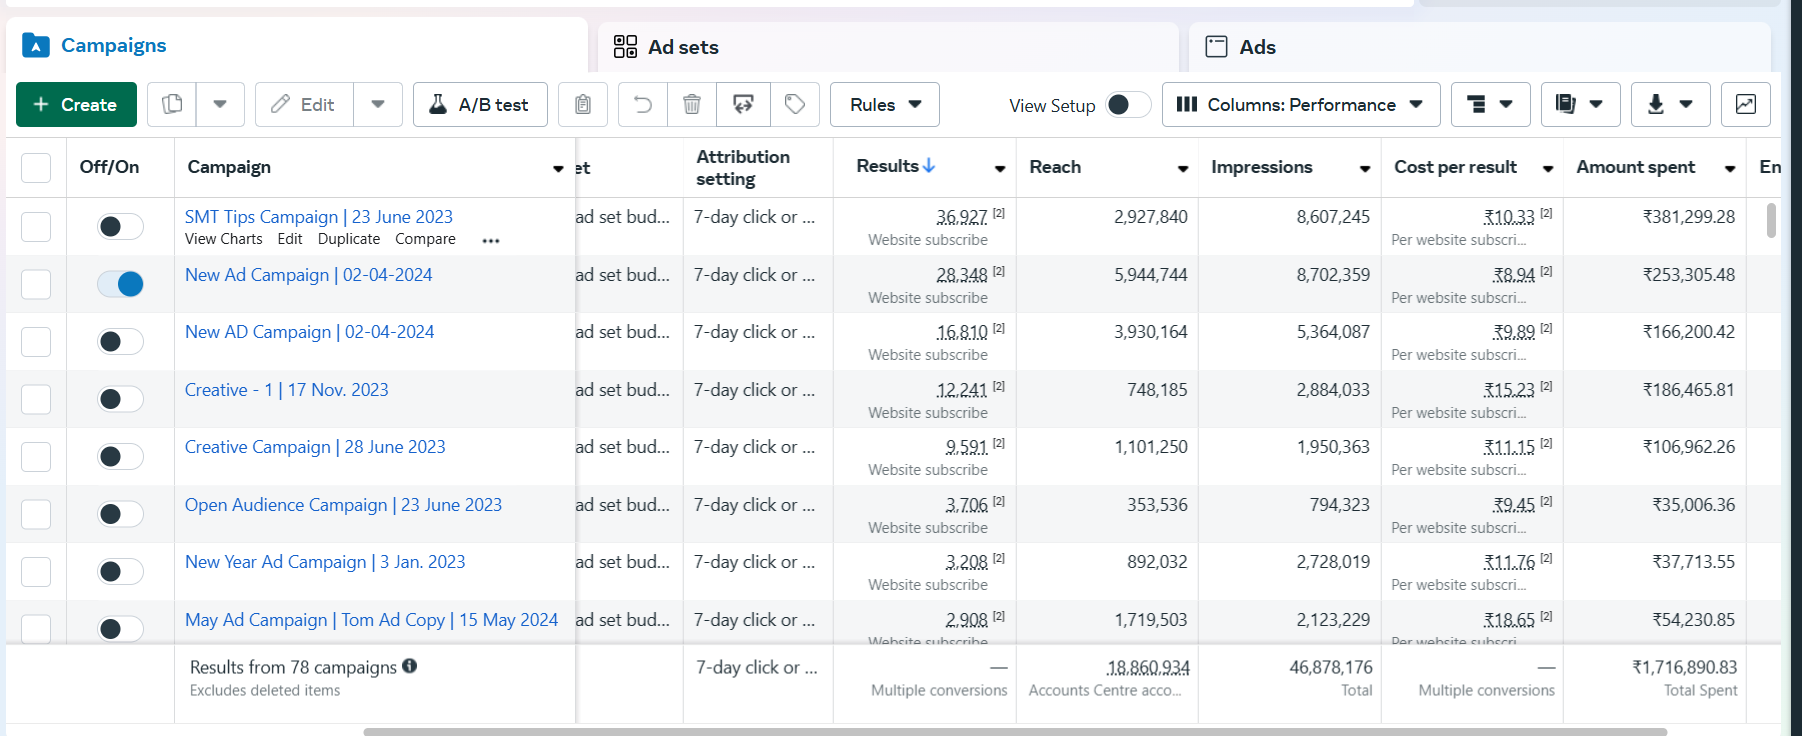 Campaigns
Ad sets
Ads
+ Create
Edit
A/B test
Rules
View Setup
Columns: Performance
Off/On
Campaign
et
Attribution setting
Results↓
Reach
Impressions
Cost per result
Amount spent
En
SMT Tips Campaign | 23 June 2023 ad set bud... 7-day click or ... 36,927 [2] 2,927,840 8,607,245 ₹10.33 [2] ₹381,299.28
View Charts Edit Duplicate Compare ... Website subscribe Per website subscri...
New Ad Campaign | 02-04-2024 ad set bud... 7-day click or ... 28,348 [2] 5,944,744 8,702,359 ₹8.94 [2] ₹253,305.48
Website subscribe Per website subscri...
New AD Campaign | 02-04-2024 ad set bud... 7-day click or ... 16,810 [2] 3,930,164 5,364,087 ₹9.89 [2] ₹166,200.42
Website subscribe Per website subscri...
Creative - 1 | 17 Nov. 2023 ad set bud... 7-day click or ... 12,241 [2] 748,185 2,884,033 ₹15.23 [2] ₹186,465.81
Website subscribe Per website subscri...
Creative Campaign | 28 June 2023 ad set bud... 7-day click or ... 9,591 [2] 1,101,250 1,950,363 ₹11.15 [2] ₹106,962.26
Website subscribe Per website subscri...
Open Audience Campaign | 23 June 2023 ad set bud... 7-day click or ... 3,706 [2] 353,536 794,323 ₹9.45 [2] ₹35,006.36
Website subscribe Per website subscri...
New Year Ad Campaign | 3 Jan. 2023 ad set bud... 7-day click or ... 3,208 [2] 892,032 2,728,019 ₹11.76 [2] ₹37,713.55
Website subscribe Per website subscri...
May Ad Campaign | Tom Ad Copy | 15 May 2024 ad set bud... 7-day click or ... 2,908 [2] 1,719,503 2,123,229 ₹18.65 [2] ₹54,230.85
Website subscribe Per website subscri...
Results from 78 campaigns 7-day click or ... — 18,860,934 46,878,176 — ₹1,716,890.83
Excludes deleted items Multiple conversions Accounts Centre acco... Total Multiple conversions Total Spent